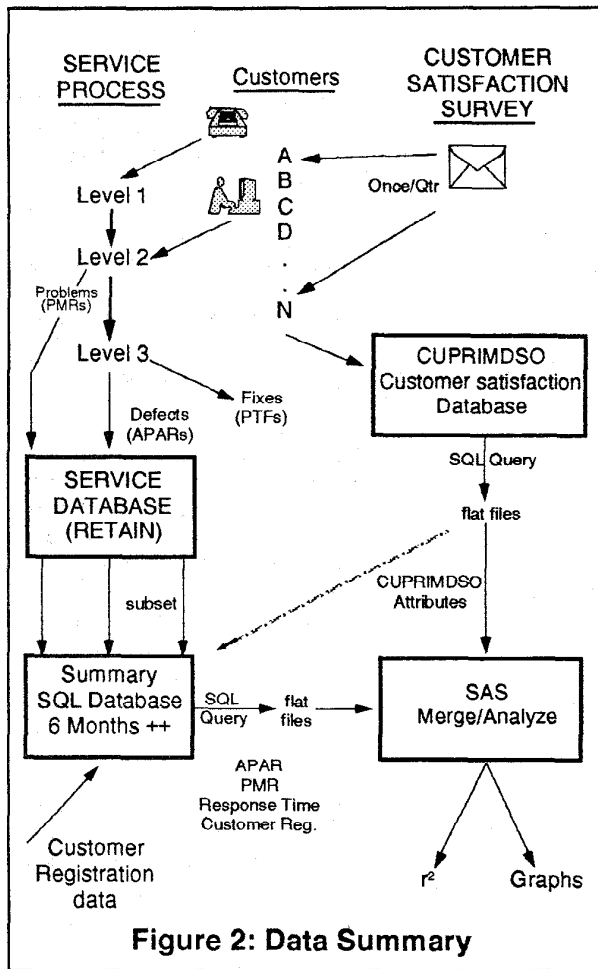 SERVICE
PROCESS
Customers
CUSTOMER
SATISFACTION
SURVEY
Level 1
Level 2
Problems
(PMRs)
Level 3
Defects
(APARs)
Fixes
(PTFs)
SERVICE
DATABASE
(RETAIN)
subset
Summary
SQL Database
6 Months ++
Customer
Registration
data
A
B
C
D
.
.
N
Once/Qtr
CUPRIMDSO
Customer satisfaction
Database
SQL Query
flat files
CUPRIMDSO
Attributes
SQL
Query
flat
files
APAR
PMR
Response Time
Customer Reg.
SAS
Merge/Analyze
r²
Graphs
Figure 2: Data Summary